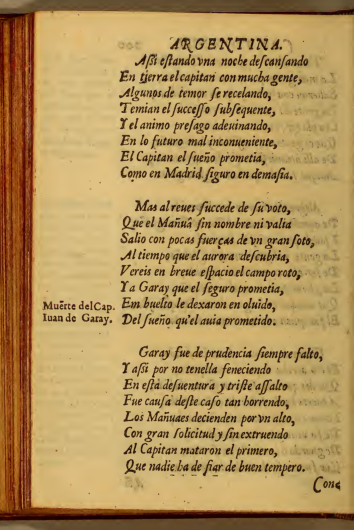 ARGENTINA.
Aßi eſtando vna noche deſcanſando
En tierra el capitan con mucha gente,
Algunos de temor ſe recelando,
Temian el ſucceſſo ſubſequente,
Y el animo preſago adeuinando,
En lo futuro mal inconueniente,
El Capitan el ſueño prometia,
Como en Madrid ſiguro en demaſia.
Mas al reues ſuccede de ſu voto,
Que el Mañuâ ſin nombre ni valia
Salio con pocas fuerças de vn gran ſoto,
Al tiempo que el aurora deſcubria,
Vereis en breue eſpacio el campo roto,
Ya Garay que el ſeguro prometia,
Em buelto le dexaron en oluido,
Del ſueño qu'el auia prometido.
Muẽrte del Cap.
Iuan de Garay.
Garay fue de prudencia ſiempre falto,
Y aßi por no tenella feneciendo
En eſta deſuentura y triſte aſſalto
Fue cauſa deſte caſo tan horrendo,
Los Mañuaes decienden por vn alto,
Con gran ſolicitud y ſin extruendo
Al Capitan mataron el primero,
Que nadie ha de fiar de buen tempero.
Con